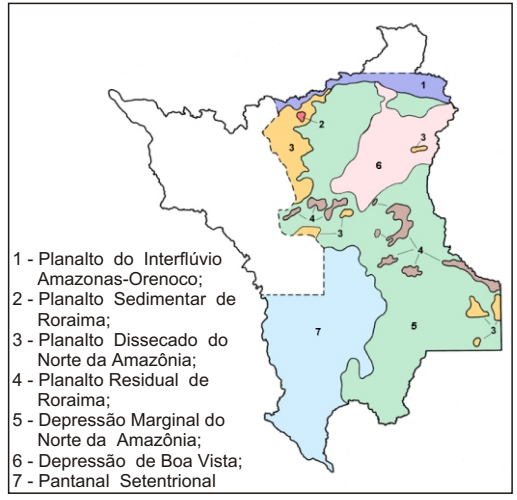 1
2
3
3
6
4
3
4
3
7
5
1 - Planalto do Interflúvio
Amazonas-Orenoco;
2 - Planalto Sedimentar de
Roraima;
3 - Planalto Dissecado do
Norte da Amazônia;
4 - Planalto Residual de
Roraima;
5 - Depressão Marginal do
Norte da Amazônia;
6 - Depressão de Boa Vista;
7 - Pantanal Setentrional